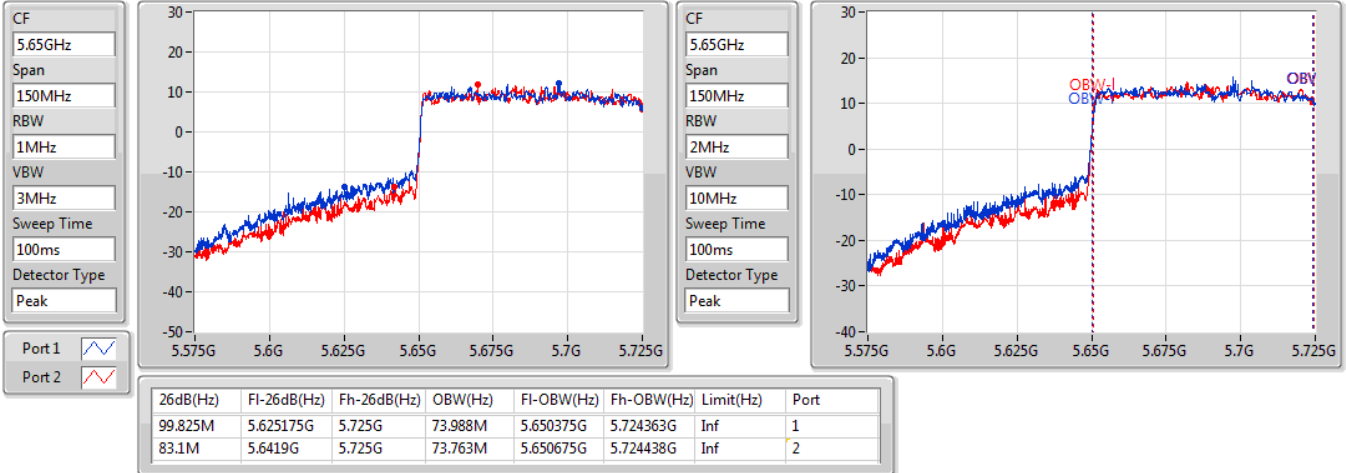 CF
5.65GHz
Span
150MHz
RBW
1MHz
VBW
3MHz
Sweep Time
100ms
Detector Type
Peak
30
20
10
0
-10
-20
-30
-40
-50
5.575G 5.6G 5.625G 5.65G 5.675G 5.7G 5.725G
CF
5.65GHz
Span
150MHz
RBW
2MHz
VBW
10MHz
Sweep Time
100ms
Detector Type
Peak
30
20
10
0
-10
-20
-30
-40
OBW-l
OBW-l
OBV
5.575G 5.6G 5.625G 5.65G 5.675G 5.7G 5.725G
Port 1
Port 2
26dB(Hz) Fl-26dB(Hz) Fh-26dB(Hz) OBW(Hz) Fl-OBW(Hz) Fh-OBW(Hz) Limit(Hz) Port
99.825M 5.625175G 5.725G 73.988M 5.650375G 5.724363G Inf 1
83.1M 5.6419G 5.725G 73.763M 5.650675G 5.724438G Inf 2